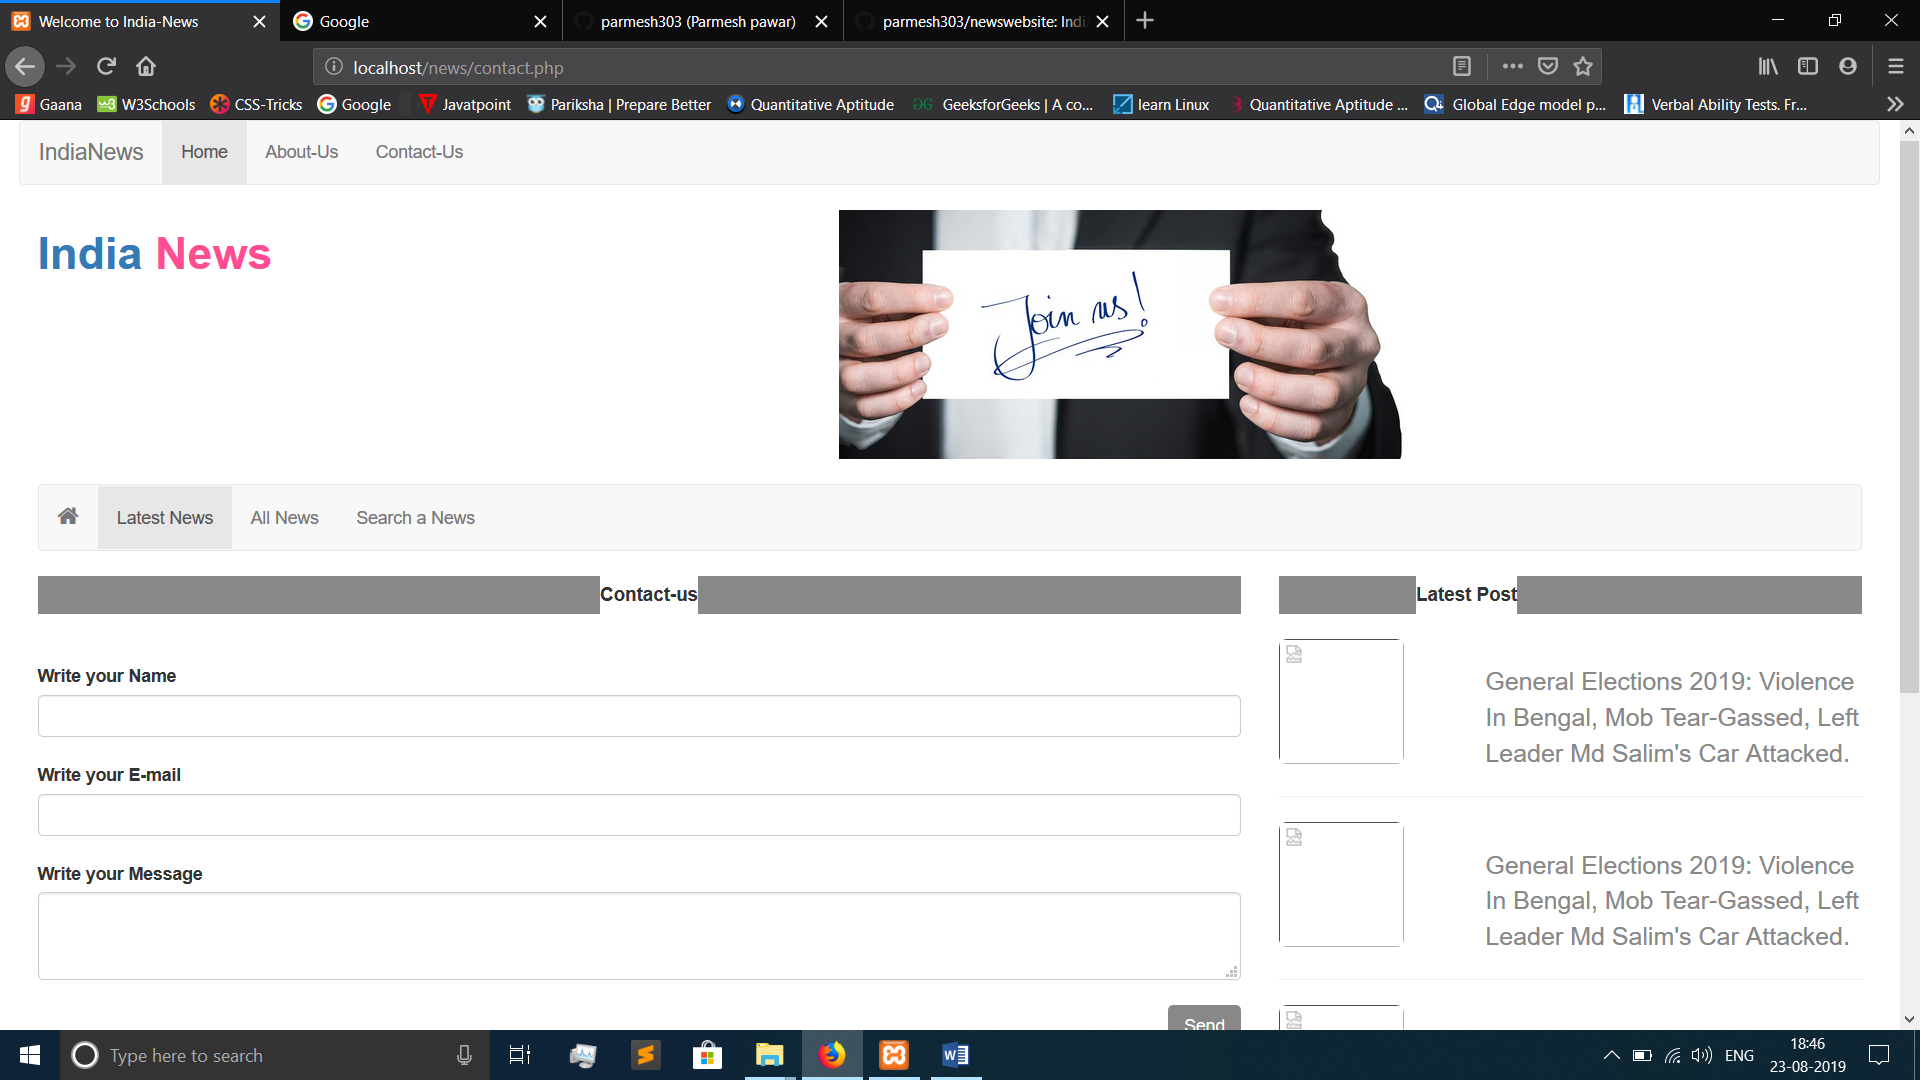 Welcome to India-News
Google
parmesh303 (Parmesh pawar)
parmesh303/newswebsite: Indi
localhost/news/contact.php
Gaana
W3Schools
CSS-Tricks
Google
Javatpoint
Pariksha | Prepare Better
Quantitative Aptitude
GeeksforGeeks | A co...
learn Linux
Quantitative Aptitude ...
Global Edge model p...
Verbal Ability Tests. Fr...
IndiaNews
Home
About-Us
Contact-Us
India News
Join us!
Latest News
All News
Search a News
Contact-us
Write your Name
Write your E-mail
Write your Message
Send
Latest Post
General Elections 2019: Violence
In Bengal, Mob Tear-Gassed, Left
Leader Md Salim's Car Attacked.
General Elections 2019: Violence
In Bengal, Mob Tear-Gassed, Left
Leader Md Salim's Car Attacked.
Type here to search
ENG
18:46
23-08-2019